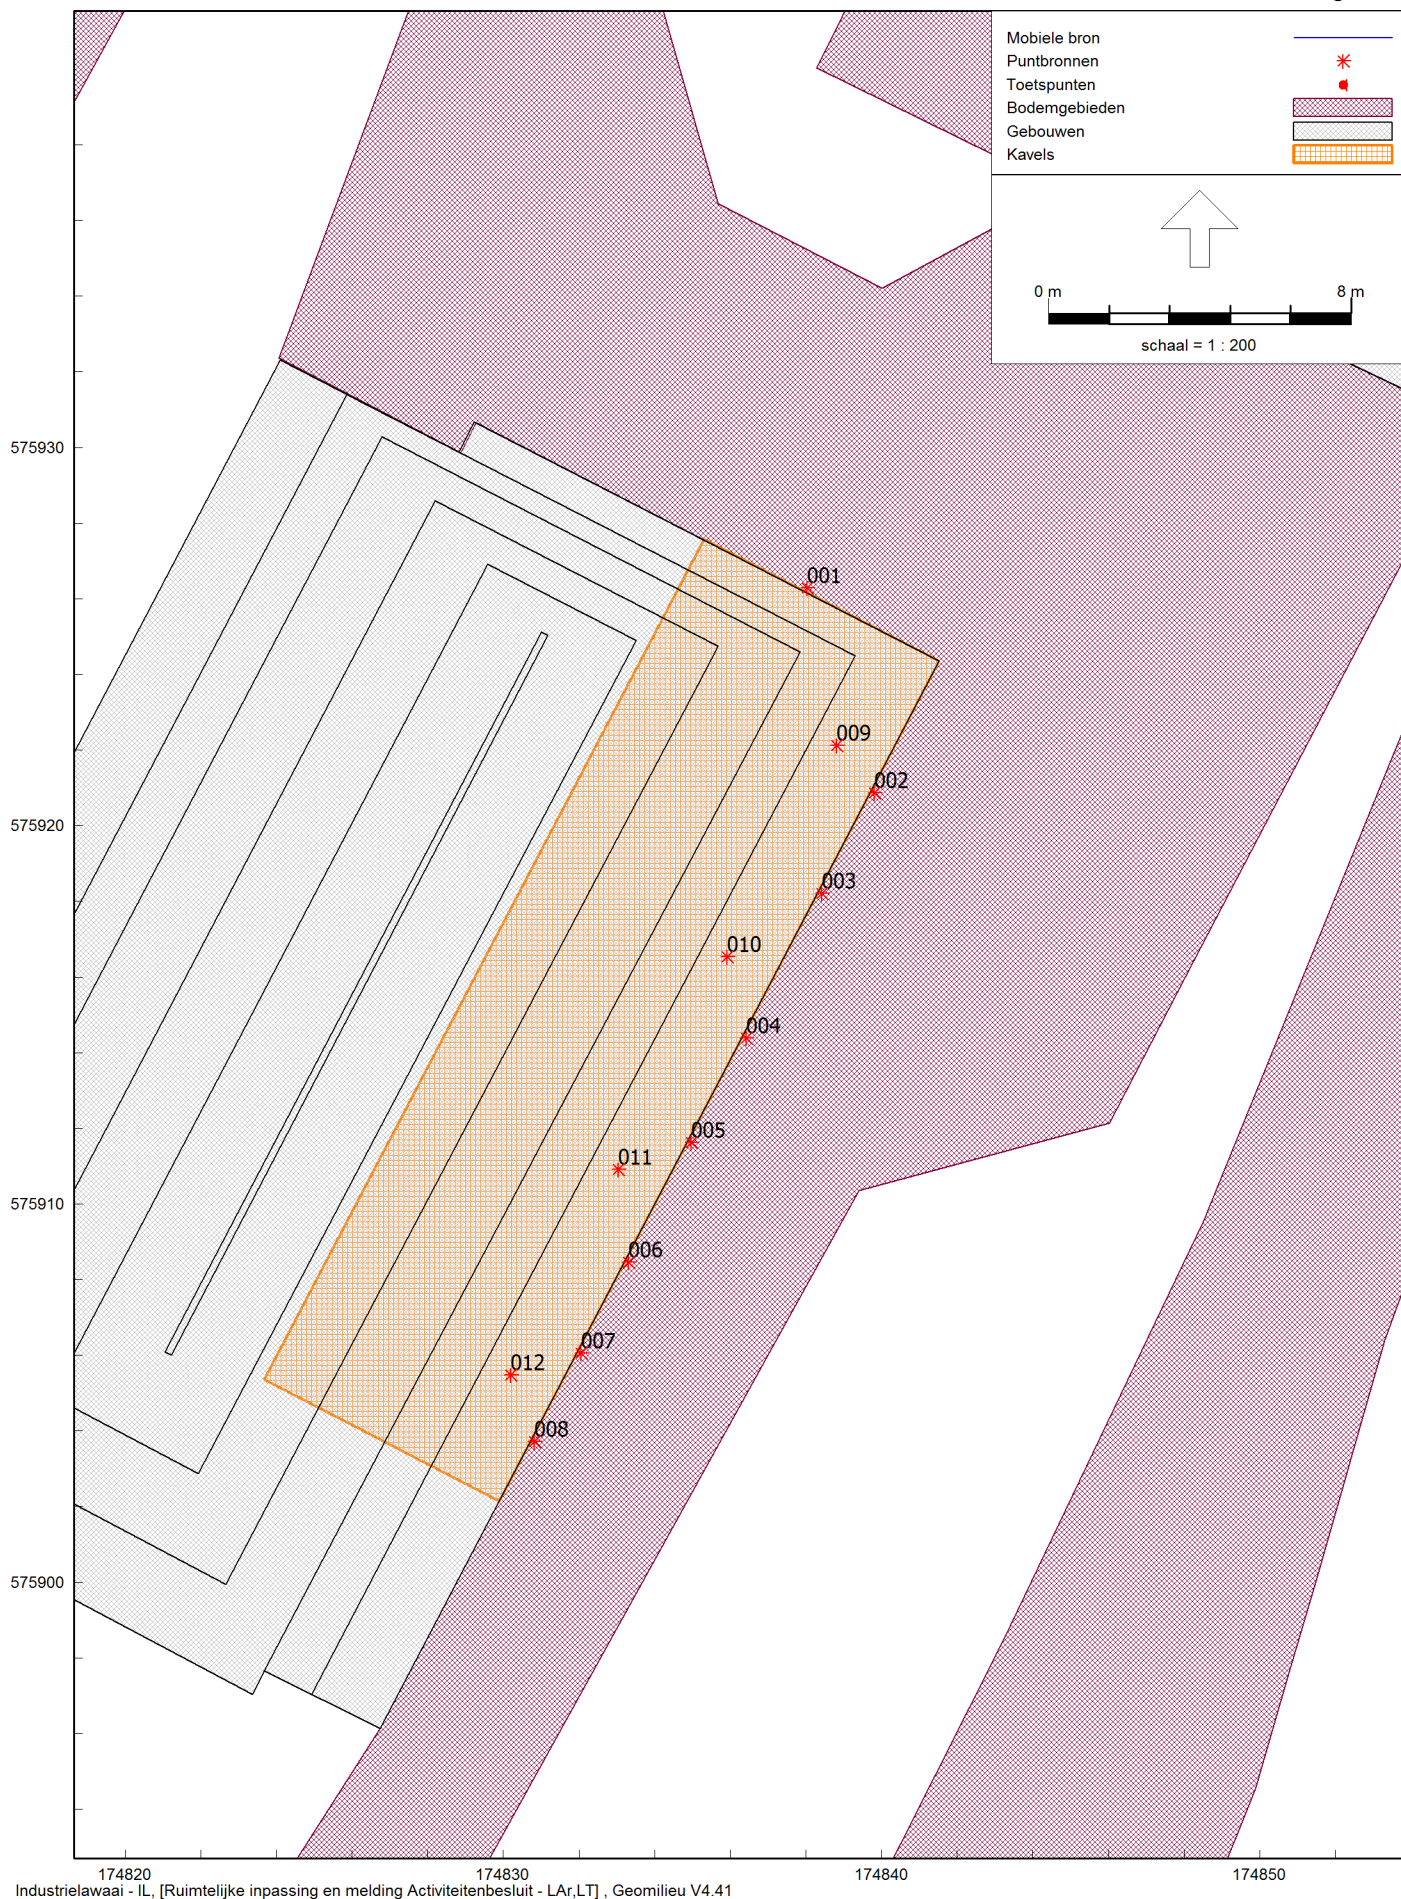 Mobiele bron
Puntbronnen
Toetspunten
Bodemgebieden
Gebouwen
Kavels
0 m 8 m
schaal = 1 : 200
575930
001
009
002
575920
003
010
004
005
011
575910
006
007
012
008
575900
174820 174830 174840 174850
Industrielawaai - IL, [Ruimtelijke inpassing en melding Activiteitenbesluit - LAr,LT] , Geomilieu V4.41